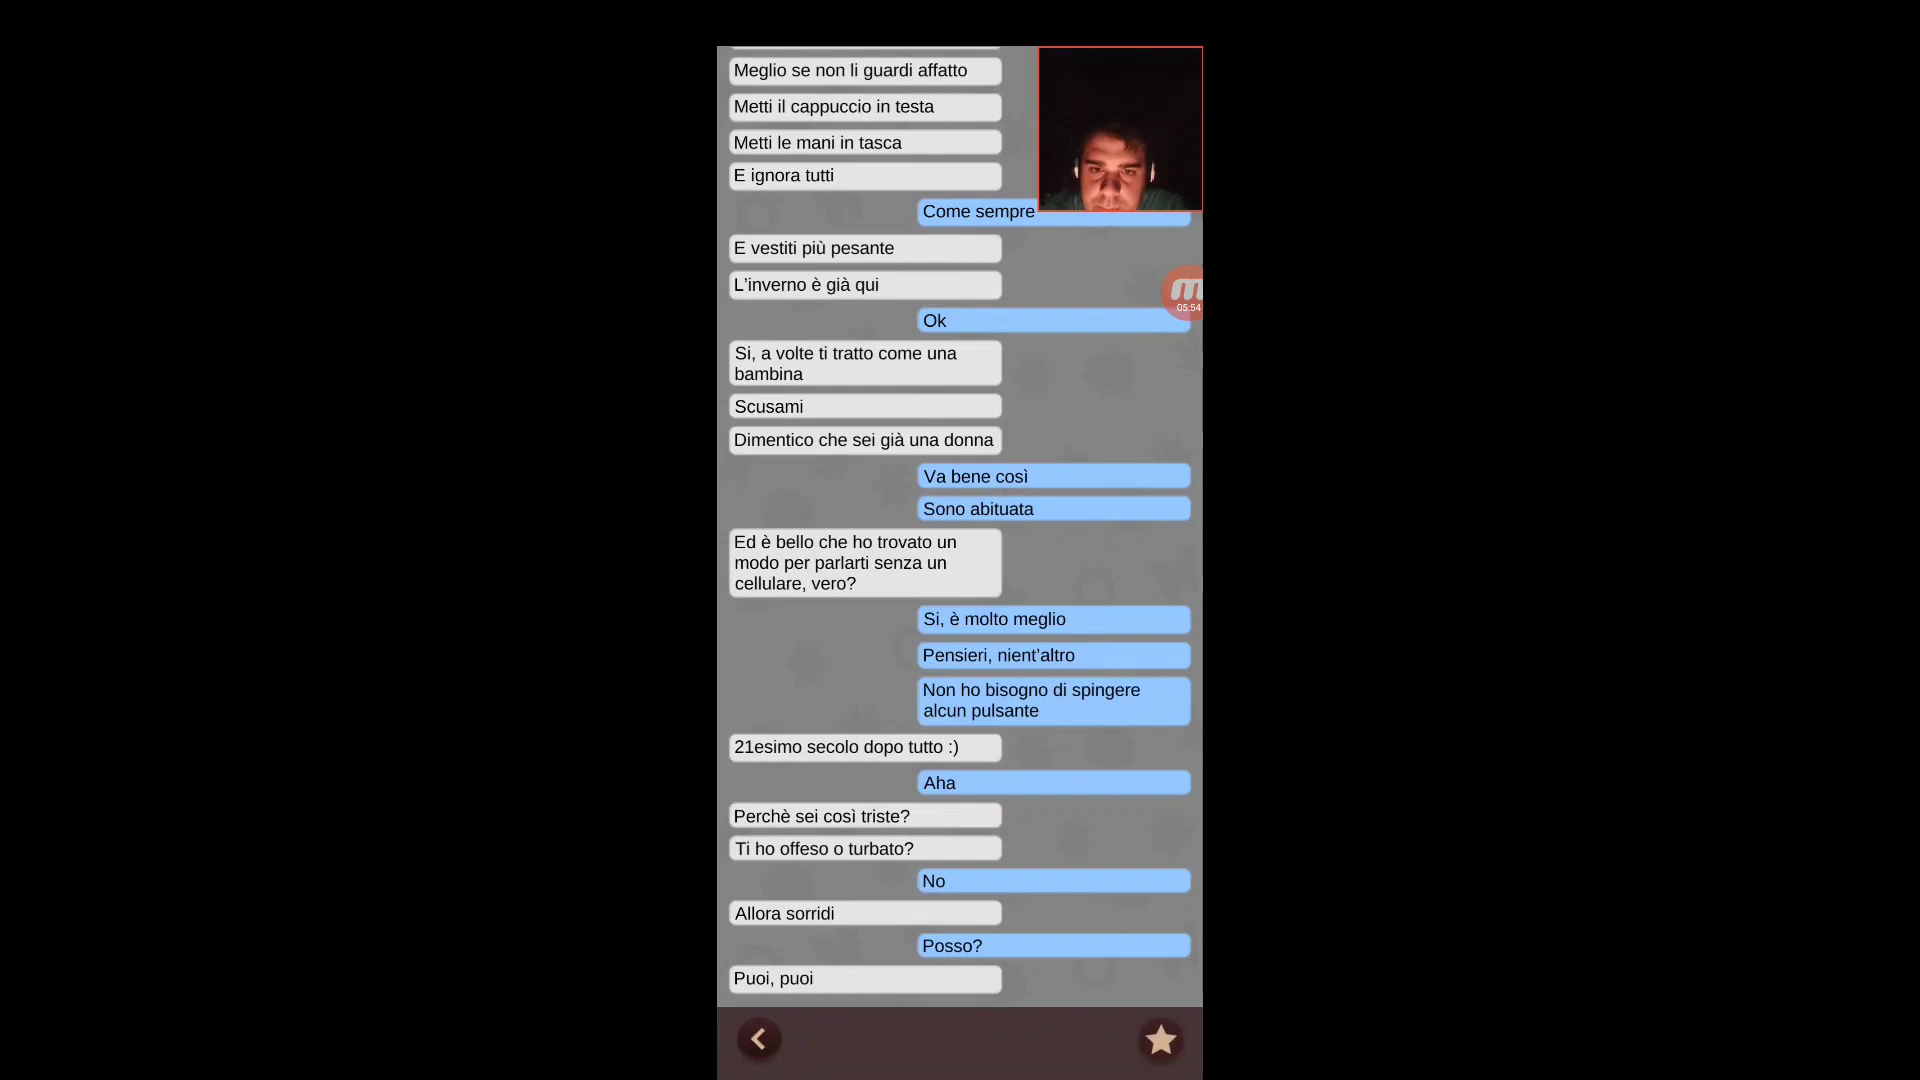 Meglio se non li guardi affatto
Metti il cappuccio in testa
Metti le mani in tasca
E ignora tutti
Come sempre
E vestiti più pesante
L’inverno è già qui
05:54
Ok
Si, a volte ti tratto come una
bambina
Scusami
Dimentico che sei già una donna
Va bene così
Sono abituata
Ed è bello che ho trovato un
modo per parlarti senza un
cellulare, vero?
Si, è molto meglio
Pensieri, nient’altro
Non ho bisogno di spingere
alcun pulsante
21esimo secolo dopo tutto :)
Aha
Perchè sei così triste?
Ti ho offeso o turbato?
No
Allora sorridi
Posso?
Puoi, puoi